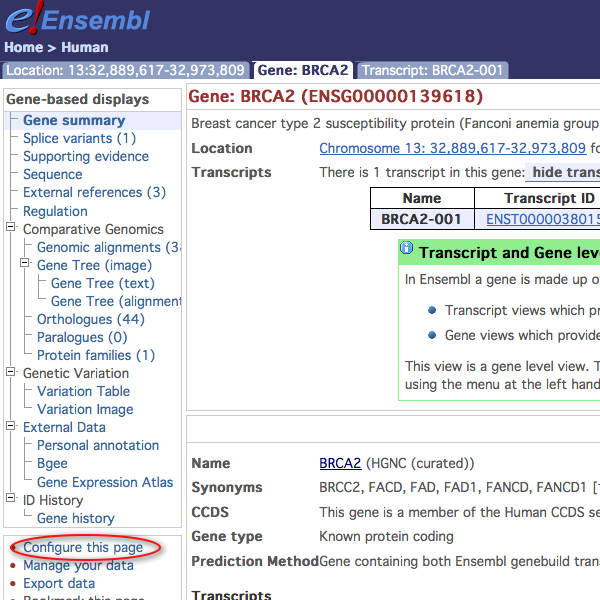 e!Ensembl
Home > Human
Location: 13:32,889,617-32,973,809 Gene: BRCA2 Transcript: BRCA2-001
Gene-based displays
Gene summary
Splice variants (1)
Supporting evidence
Sequence
External references (3)
Regulation
Comparative Genomics
Genomic alignments (3
Gene Tree (image)
Gene Tree (text)
Gene Tree (alignment
Orthologues (44)
Paralogues (0)
Protein families (1)
Genetic Variation
Variation Table
Variation Image
External Data
Personal annotation
Bgee
Gene Expression Atlas
ID History
Gene history
Configure this page
Manage your data
Export data
Bookmark this page
Gene: BRCA2 (ENSG00000139618)
Breast cancer type 2 susceptibility protein (Fanconi anemia group
Location Chromosome 13: 32,889,617-32,973,809 fo
Transcripts There is 1 transcript in this gene: hide trans
Name Transcript ID
BRCA2-001 ENST0000038015
Transcript and Gene leve
In Ensembl a gene is made up o
Transcript views which pr
Gene views which provide
This view is a gene level view. T
using the menu at the left hand
Name BRCA2 (HGNC (curated))
Synonyms BRCC2, FACD, FAD, FAD1, FANCD, FANCD1 [
CCDS This gene is a member of the Human CCDS se
Gene type Known protein coding
Prediction Method Gene containing both Ensembl genebuild trans
Transcripts